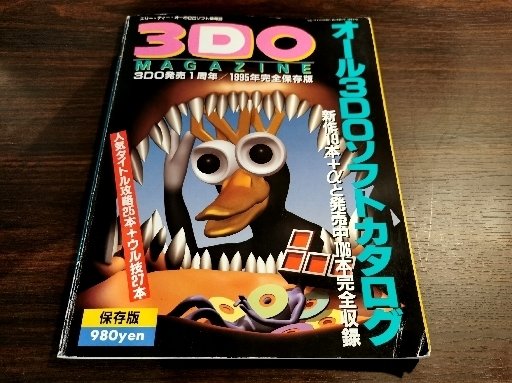 3DO
MAGAZINE
3DO発売1周年/1995年完全保存版
オール3DOソフトカタログ
新作19本+αと発売中106本完全収録
人気タイトル攻略25本+ウル技27本
保存版
980yen